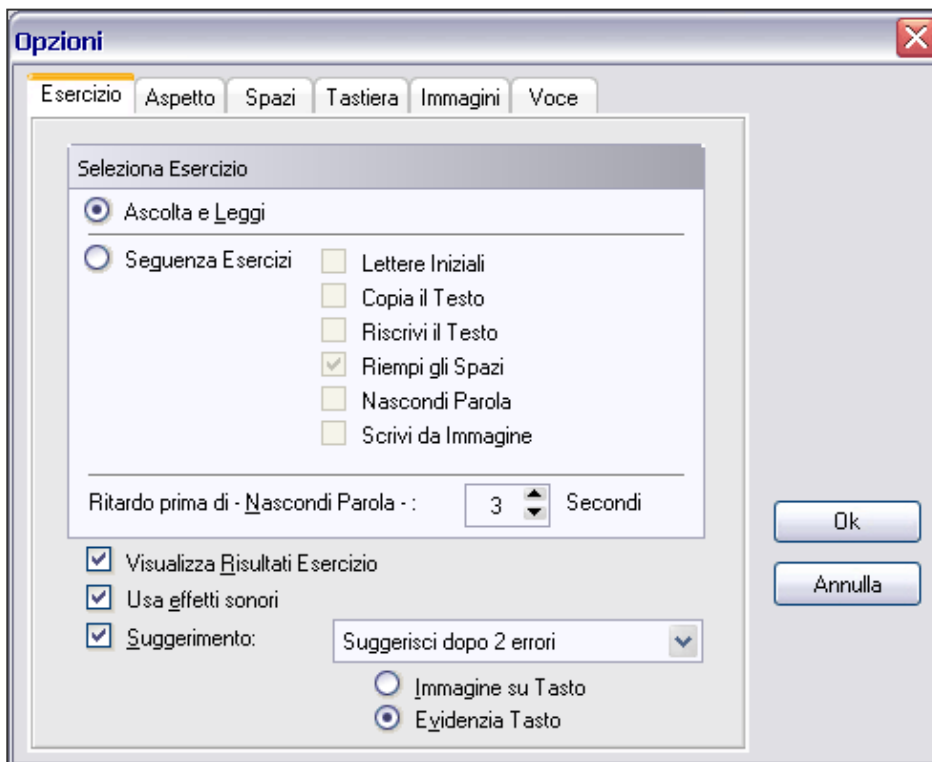 Opzioni
Esercizio Aspetto Spazi Tastiera Immagini Voce
Seleziona Esercizio
Ascolta e Leggi
Seguenza Esercizi
Lettere Iniziali
Copia il Testo
Riscrivi il Testo
Riempi gli Spazi
Nascondi Parola
Scrivi da Immagine
Ritardo prima di - Nascondi Parola - : 3 Secondi
Visualizza Risultati Esercizio
Usa effetti sonori
Suggerimento: Suggerisci dopo 2 errori
Immagine su Tasto
Evidenzia Tasto
Ok
Annulla